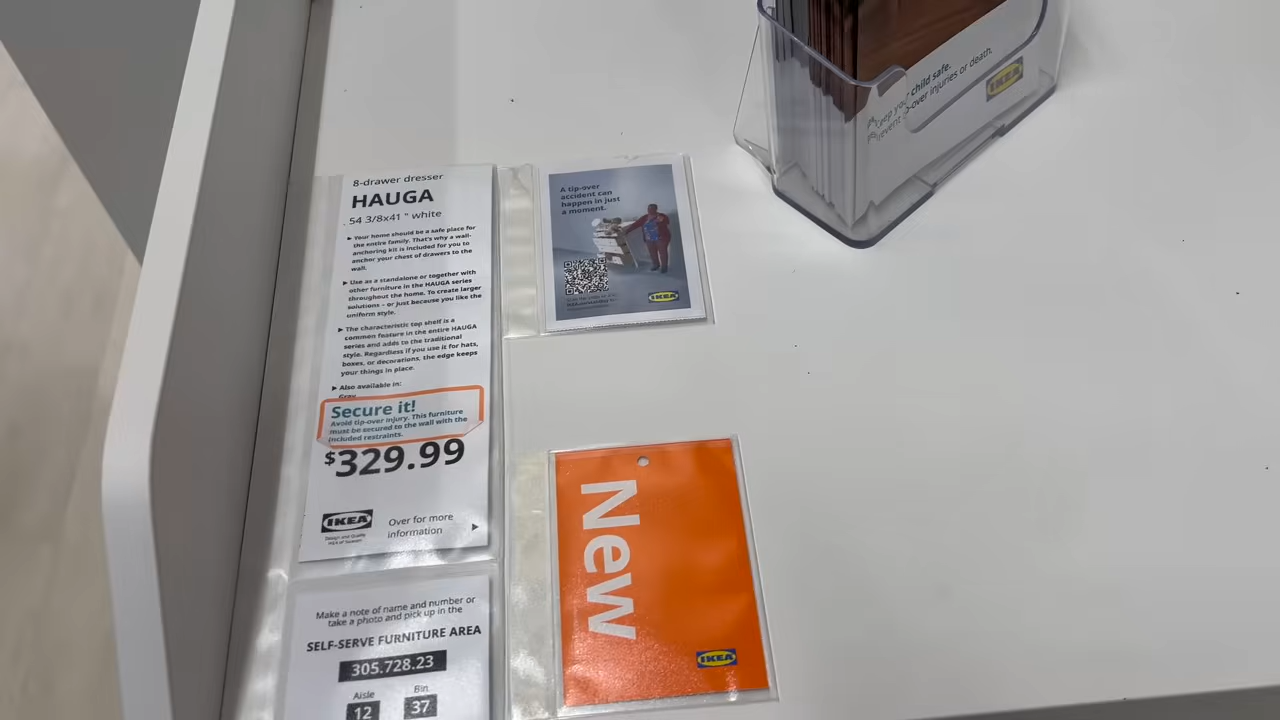 8-drawer dresser
HAUGA
54 3/8x41 " white
▸ Your home should be a safe place for
the entire family. That's why a wall-
anchoring kit is included for you to
anchor your chest of drawers to the
wall.
▸ Use as a standalone or together with
other furniture in the HAUGA series
throughout the home. To create larger
solutions – or just because you like the
uniform style.
▸ The characteristic top shelf is a
common feature in the entire HAUGA
series and adds to the traditional
style. Regardless if you use it for hats,
boxes, or decorations, the edge keeps
your things in place.
▸ Also available in:
Gray
Secure it!
Avoid tip-over injury. This furniture
must be secured to the wall with the
included restraints.
$329.99
IKEA
Design and Quality
IKEA of Sweden
Over for more
information ▸
Make a note of name and number or
take a photo and pick up in the
SELF-SERVE FURNITURE AREA
305.728.23
Aisle
Bin
12
37
A tip-over
accident can
happen in just
a moment.
IKEA
New
IKEA
Keep your child safe.
Prevent tip-over injuries or death.
IKEA